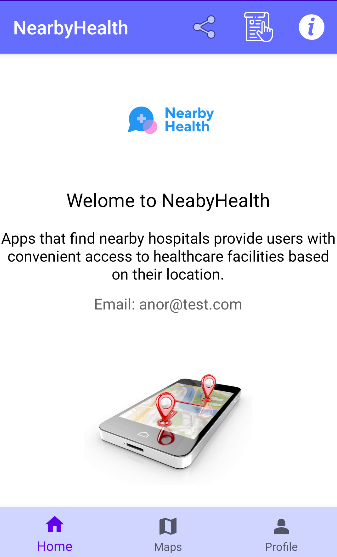 NearbyHealth
Nearby
Health
Welome to NeabyHealth
Apps that find nearby hospitals provide users with
convenient access to healthcare facilities based
on their location.
Email: anor@test.com
Home
Maps
Profile